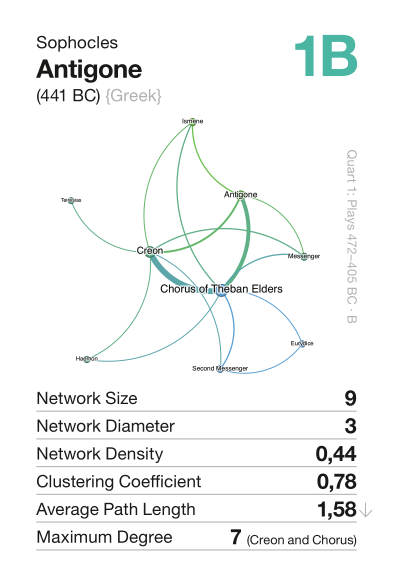 Sophocles
1B
Antigone
(441 BC) {Greek}
Ismene
Teiresias
Antigone
Creon
Messenger
Chorus of Theban Elders
Eurydice
Haemon
Second Messenger
Quart 1: Plays 472–405 BC · B
Network Size 9
Network Diameter 3
Network Density 0,44
Clustering Coefficient 0,78
Average Path Length 1,58↓
Maximum Degree 7 (Creon and Chorus)